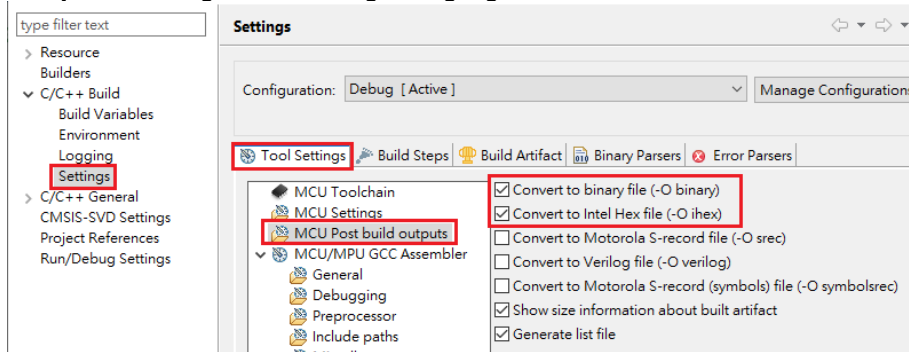 type filter text
Resource
Builders
C/C++ Build
Build Variables
Environment
Logging
Settings
C/C++ General
CMSIS-SVD Settings
Project References
Run/Debug Settings
Settings
Configuration: Debug [ Active ]
Manage Configurations
Tool Settings Build Steps Build Artifact Binary Parsers Error Parsers
MCU Toolchain
MCU Settings
MCU Post build outputs
MCU/MPU GCC Assembler
General
Debugging
Preprocessor
Include paths
Convert to binary file (-O binary)
Convert to Intel Hex file (-O ihex)
Convert to Motorola S-record file (-O srec)
Convert to Verilog file (-O verilog)
Convert to Motorola S-record (symbols) file (-O symbolsrec)
Show size information about built artifact
Generate list file